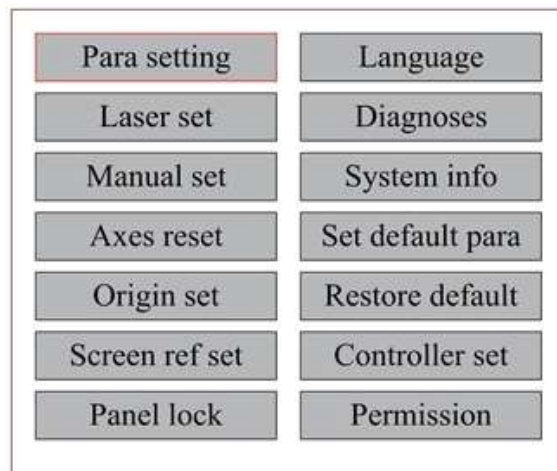 Para setting
Language
Laser set
Diagnoses
Manual set
System info
Axes reset
Set default para
Origin set
Restore default
Screen ref set
Controller set
Panel lock
Permission